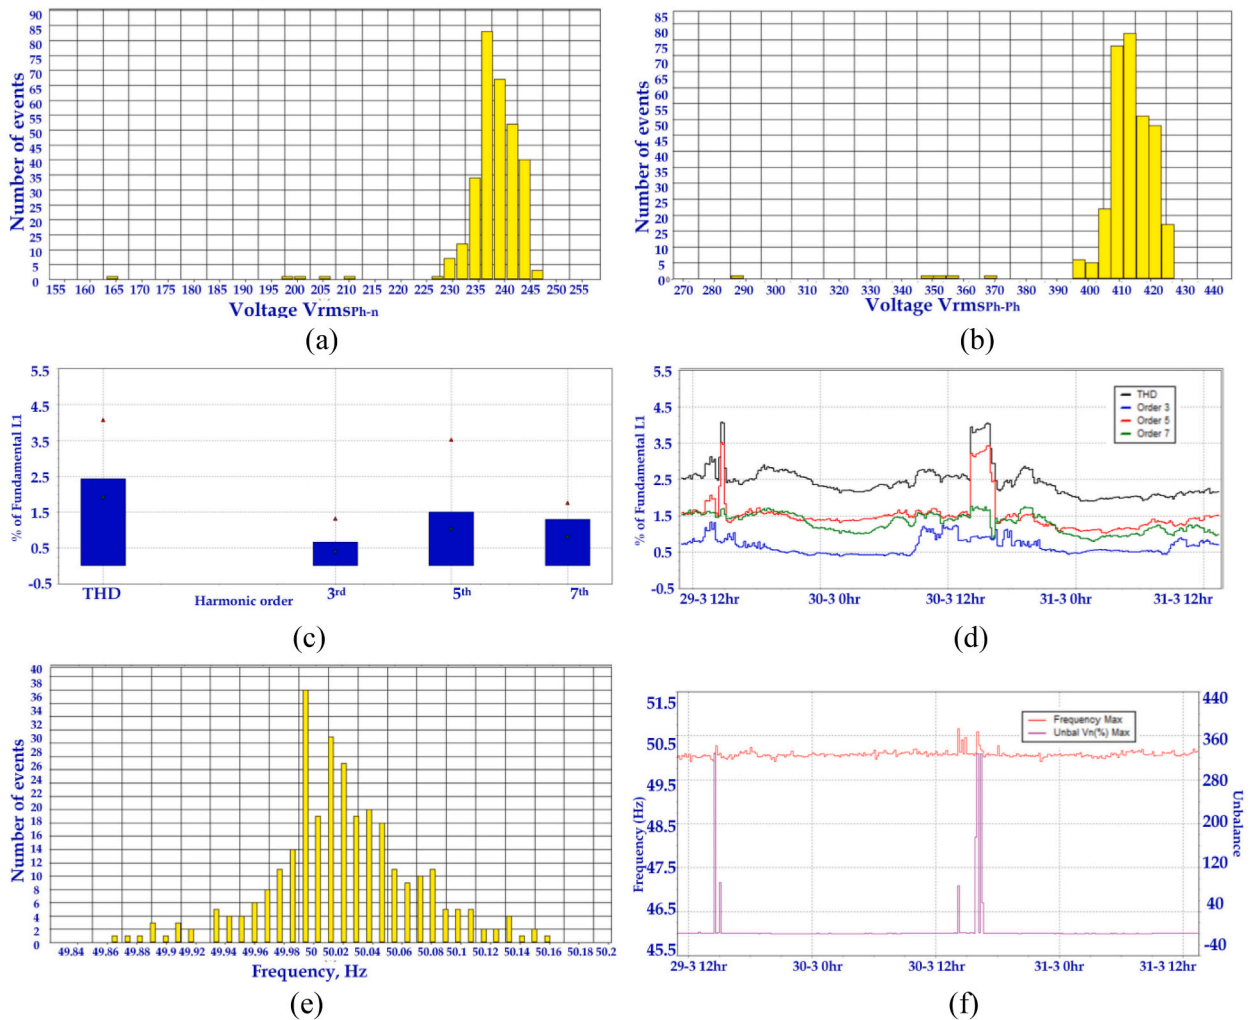 90
85
80
75
70
65
60
55
50
45
40
35
30
25
20
15
10
5
0
Number of events
155 160 165 170 175 180 185 190 195 200 205 210 215 220 225 230 235 240 245 250 255
Voltage VrmsPh-n
(a)
85
80
75
70
65
60
55
50
45
40
35
30
25
20
15
10
5
0
Number of events
270 280 290 300 310 320 330 340 350 360 370 380 390 400 410 420 430 440
Voltage VrmsPh-Ph
(b)
5.5
4.5
3.5
2.5
1.5
0.5
-0.5
% of Fundamental L1
THD 3rd 5th 7th
Harmonic order
(c)
5.5
4.5
3.5
2.5
1.5
0.5
-0.5
% of Fundamental L1
THD
Order 3
Order 5
Order 7
29-3 12hr 30-3 0hr 30-3 12hr 31-3 0hr 31-3 12hr
(d)
40
38
36
34
32
30
28
26
24
22
20
18
16
14
12
10
8
6
4
2
0
Number of events
49.84 49.86 49.88 49.9 49.92 49.94 49.96 49.98 50 50.02 50.04 50.06 50.08 50.1 50.12 50.14 50.16 50.18 50.2
Frequency, Hz
(e)
51.5
50.5
49.5
48.5
47.5
46.5
45.5
Frequency (Hz)
Frequency Max
Unbal Vn(%) Max
440
360
280
200
120
40
-40
Unbalance
29-3 12hr 30-3 0hr 30-3 12hr 31-3 0hr 31-3 12hr
(f)